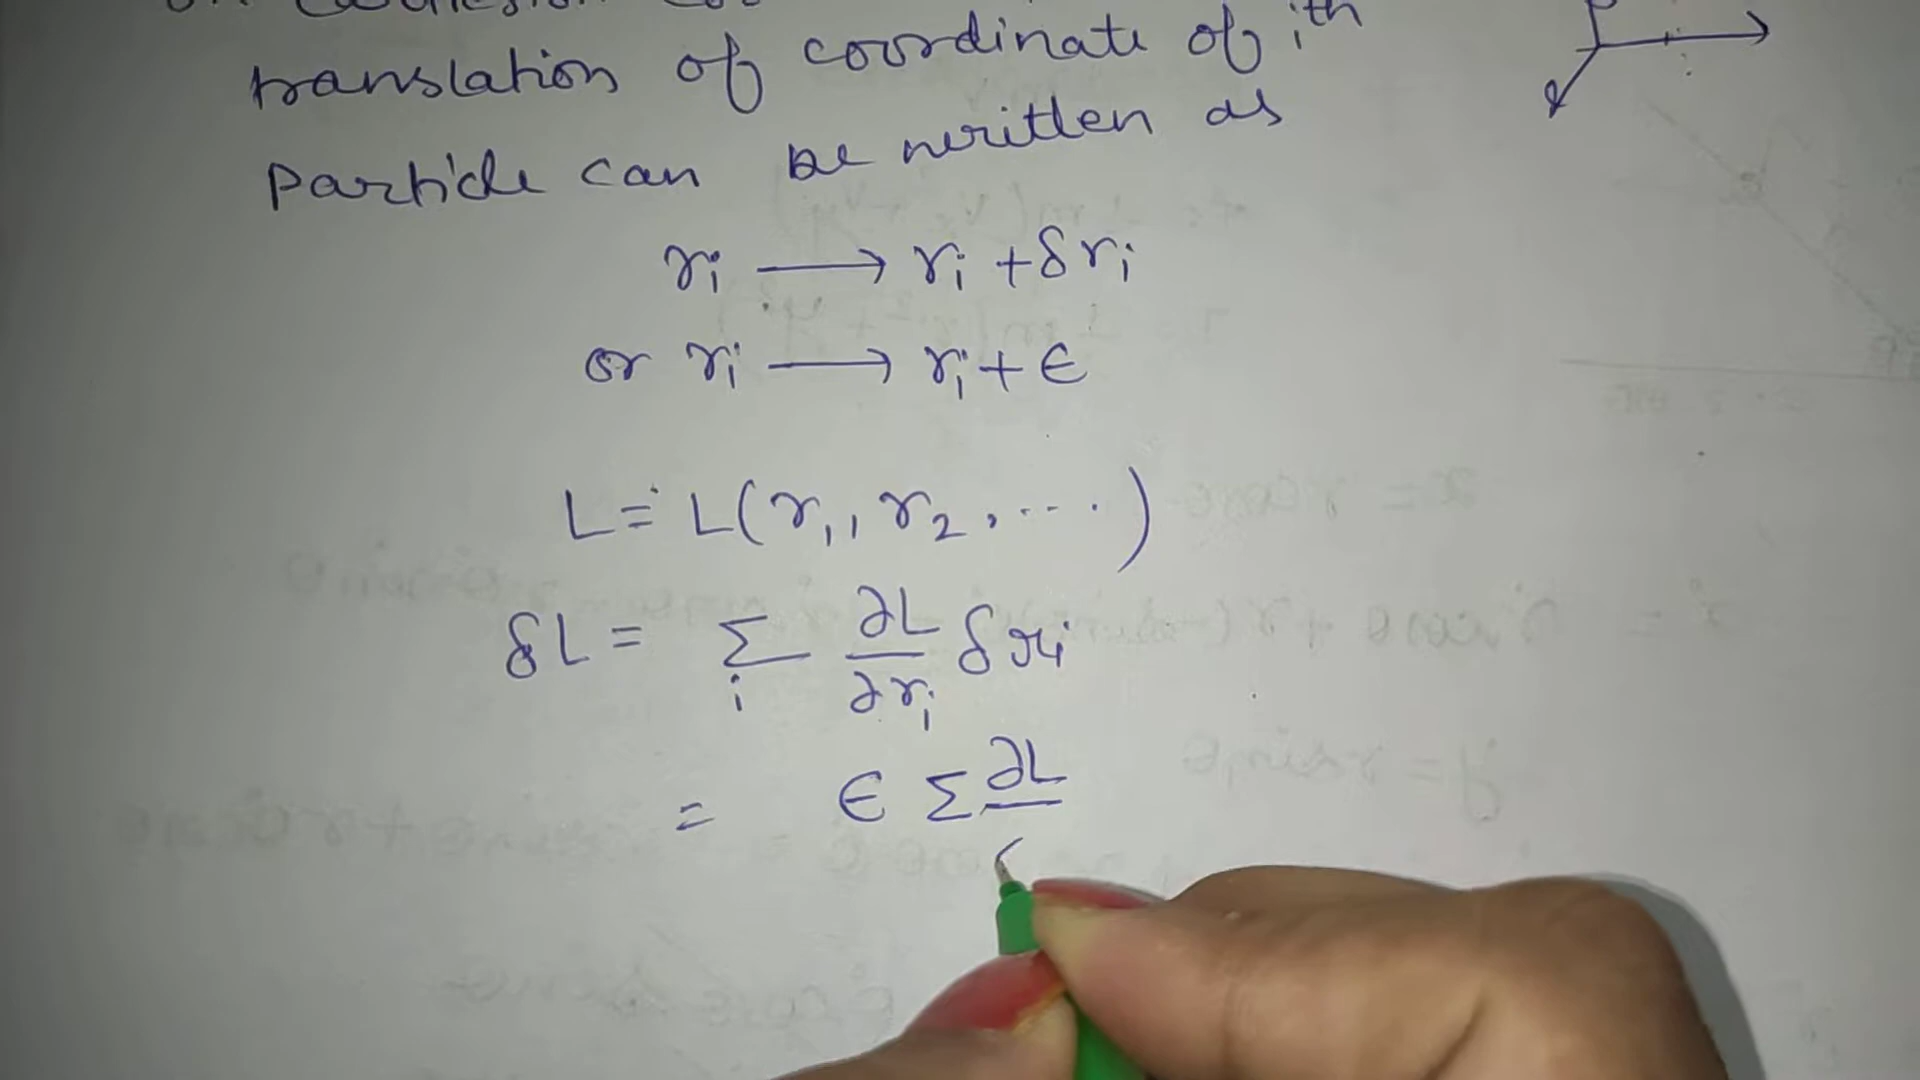 translation of coordinate of ith
Particle can be written as
ri ⟶ ri + δri
or ri ⟶ ri + ϵ
L = L(r1, r2, ....)
δL = Σi ∂L/∂ri δri
= ϵ Σ ∂L